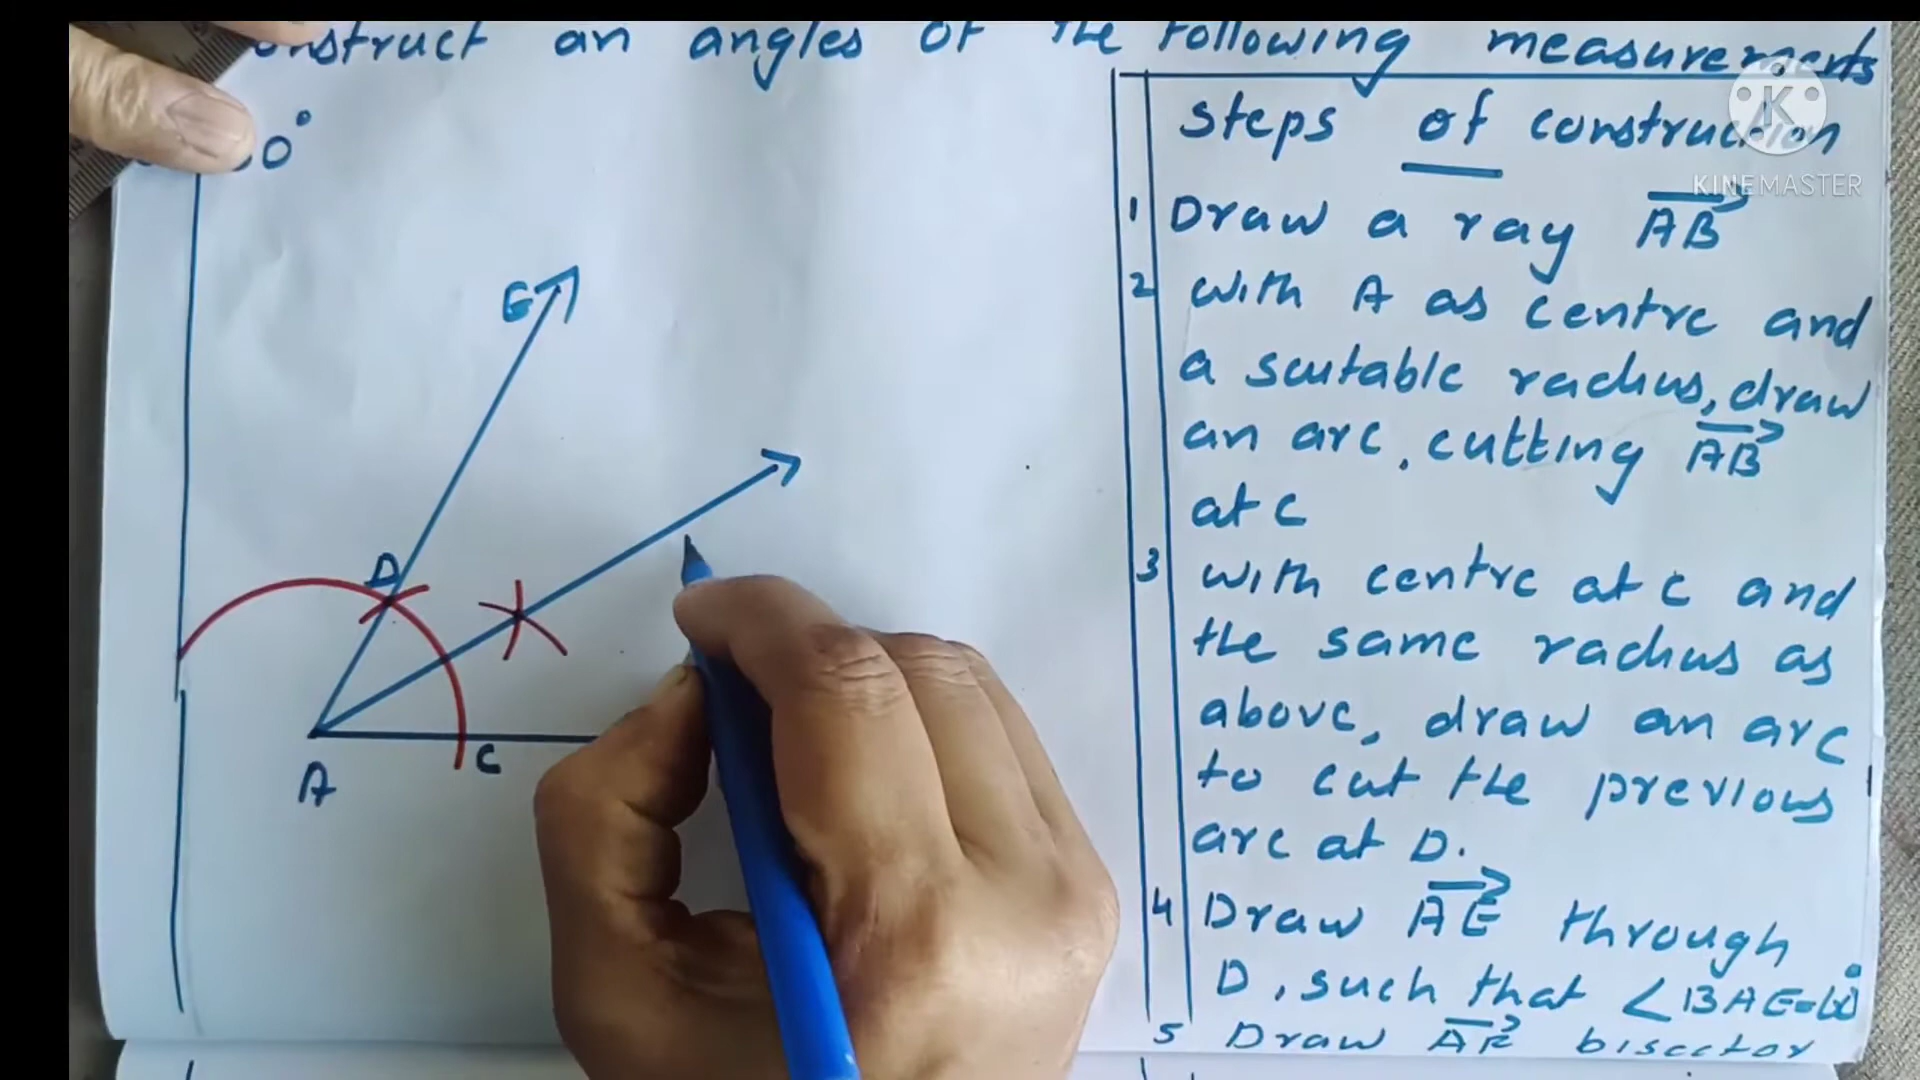 onstruct an angles of the following measurements
0°
K
KINEMASTER
steps of construction
1 Draw a ray AB
2 with A as centre and
a suitable radius, draw
an arc, cutting AB
at C
3 with centre at C and
the same radius as
above, draw an arc
to cut the previous
arc at D.
4 Draw AE through
D, such that ∠BAE=60°
5 Draw AF bisector
E
D
A
C